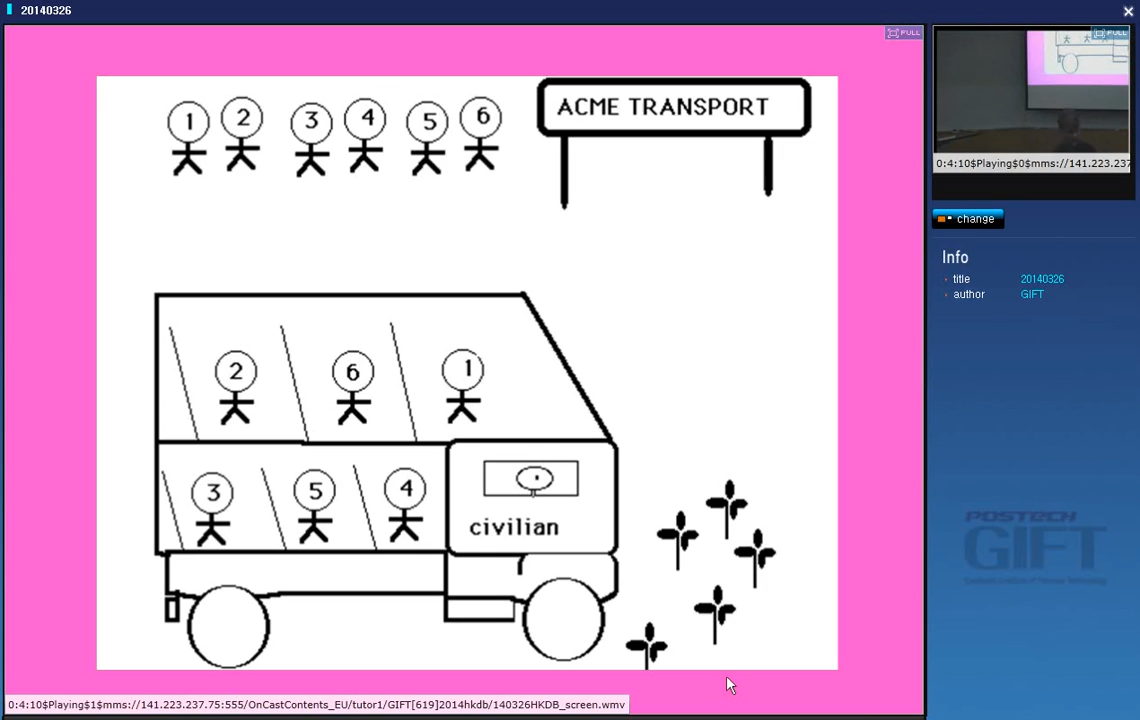 20140326
FULL
FULL
1 2 3 4 5 6
ACME TRANSPORT
0:4:10$Playing$0$mms://141.223.237
change
Info
title 20140326
author GIFT
2 6 1
3 5 4
civilian
POSTECH
GIFT
0:4:10$Playing$1$mms://141.223.237.75:555/OnCastContents_EU/tutor1/GIFT[619]2014hkdb/140326HKDB_screen.wmv